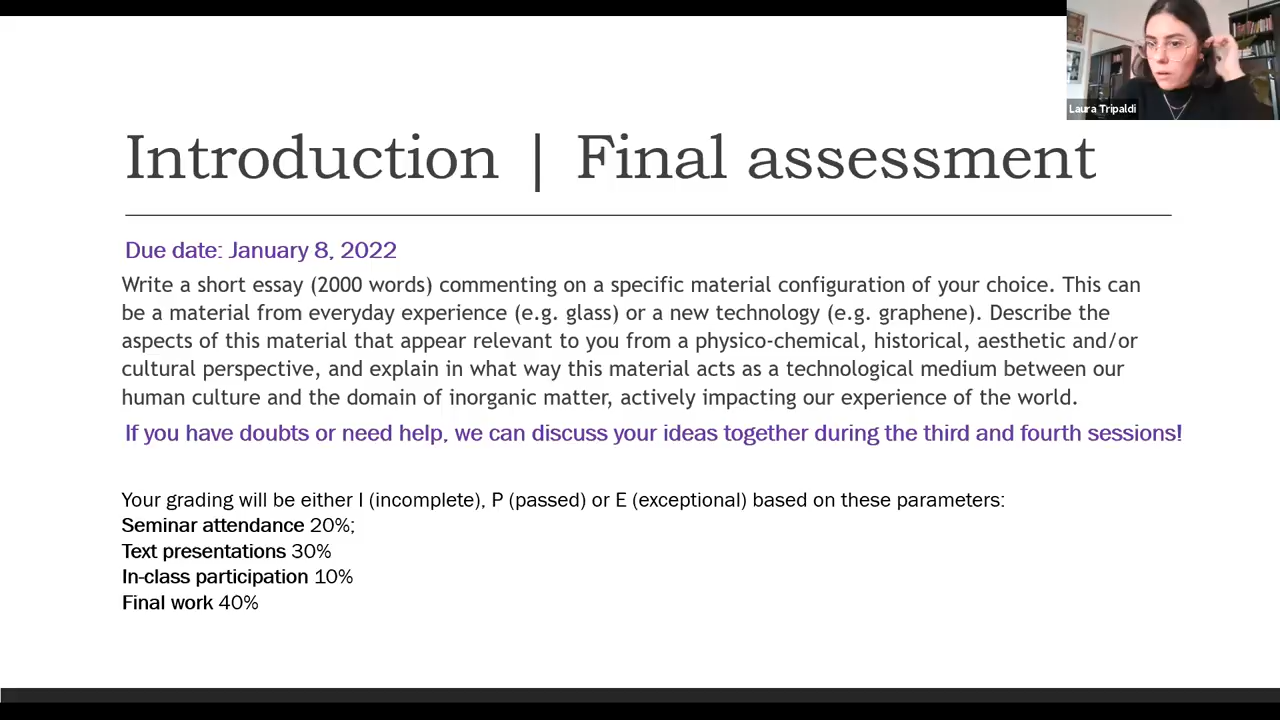 Laura Tripaldi
Introduction | Final assessment
Due date: January 8, 2022
Write a short essay (2000 words) commenting on a specific material configuration of your choice. This can
be a material from everyday experience (e.g. glass) or a new technology (e.g. graphene). Describe the
aspects of this material that appear relevant to you from a physico-chemical, historical, aesthetic and/or
cultural perspective, and explain in what way this material acts as a technological medium between our
human culture and the domain of inorganic matter, actively impacting our experience of the world.
If you have doubts or need help, we can discuss your ideas together during the third and fourth sessions!
Your grading will be either I (incomplete), P (passed) or E (exceptional) based on these parameters:
Seminar attendance 20%;
Text presentations 30%
In-class participation 10%
Final work 40%